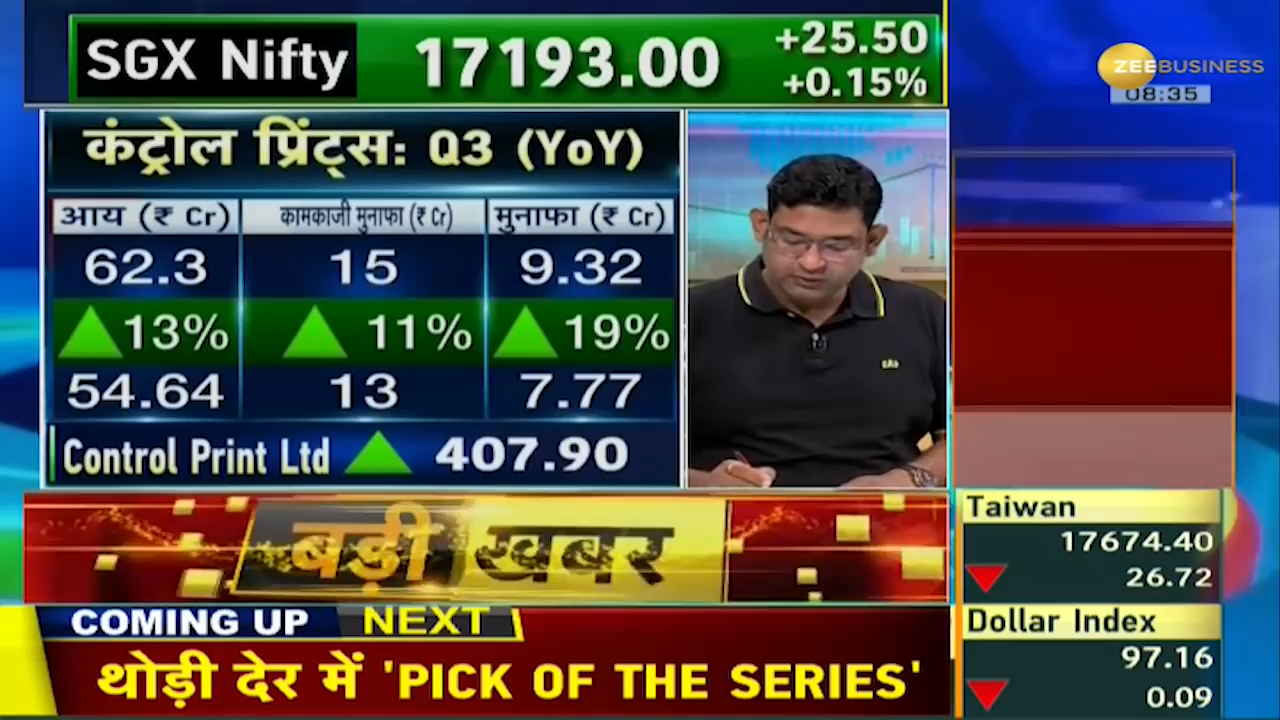 SGX Nifty 17193.00 +25.50
+0.15%
ZEEBUSINESS
08:35
कंट्रोल प्रिंट्स: Q3 (YoY)
आय (₹ Cr) कामकाजी मुनाफा (₹ Cr) मुनाफा (₹ Cr)
62.3 15 9.32
13% 11% 19%
54.64 13 7.77
Control Print Ltd 407.90
बड़ी खबर
Taiwan
17674.40
26.72
Dollar Index
97.16
0.09
COMING UP NEXT
थोड़ी देर में 'PICK OF THE SERIES'